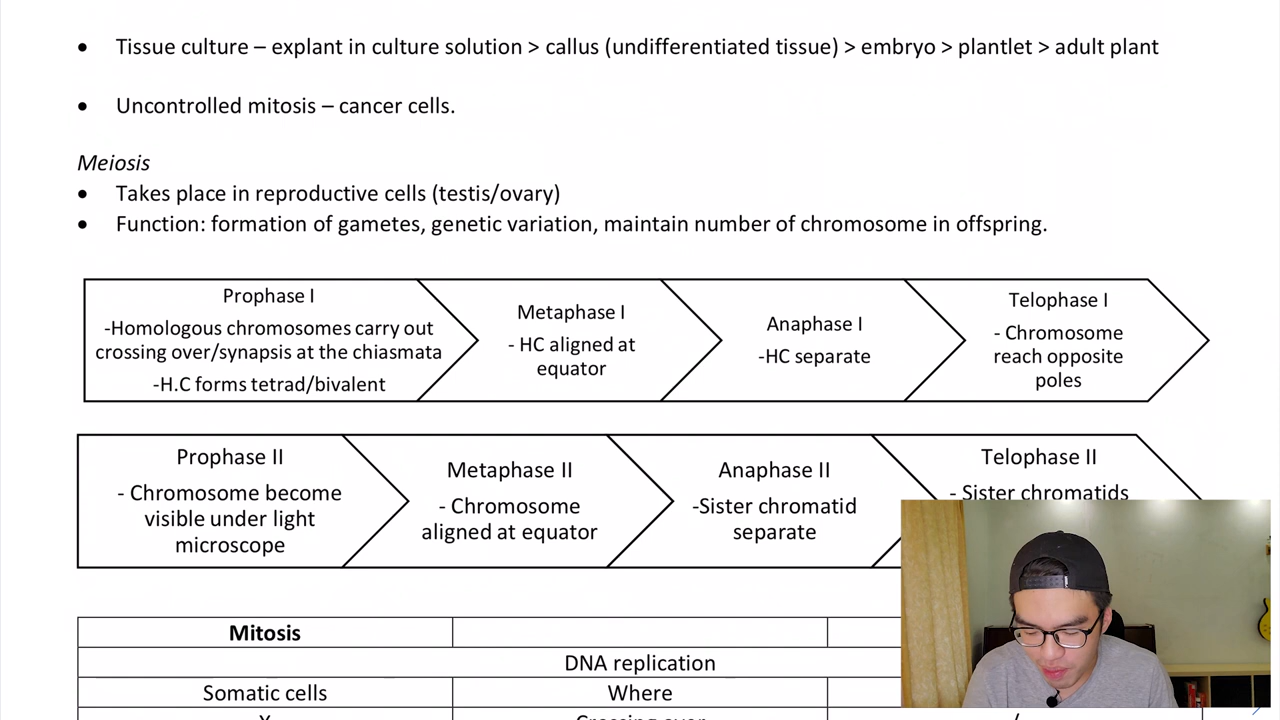 • Tissue culture – explant in culture solution > callus (undifferentiated tissue) > embryo > plantlet > adult plant
• Uncontrolled mitosis – cancer cells.
Meiosis
• Takes place in reproductive cells (testis/ovary)
• Function: formation of gametes, genetic variation, maintain number of chromosome in offspring.
Prophase I
-Homologous chromosomes carry out
crossing over/synapsis at the chiasmata
-H.C forms tetrad/bivalent
Metaphase I
- HC aligned at
equator
Anaphase I
-HC separate
Telophase I
- Chromosome
reach opposite
poles
Prophase II
- Chromosome become
visible under light
microscope
Metaphase II
- Chromosome
aligned at equator
Anaphase II
-Sister chromatid
separate
Telophase II
- Sister chromatids
Mitosis
DNA replication
Somatic cells Where
Crossing over